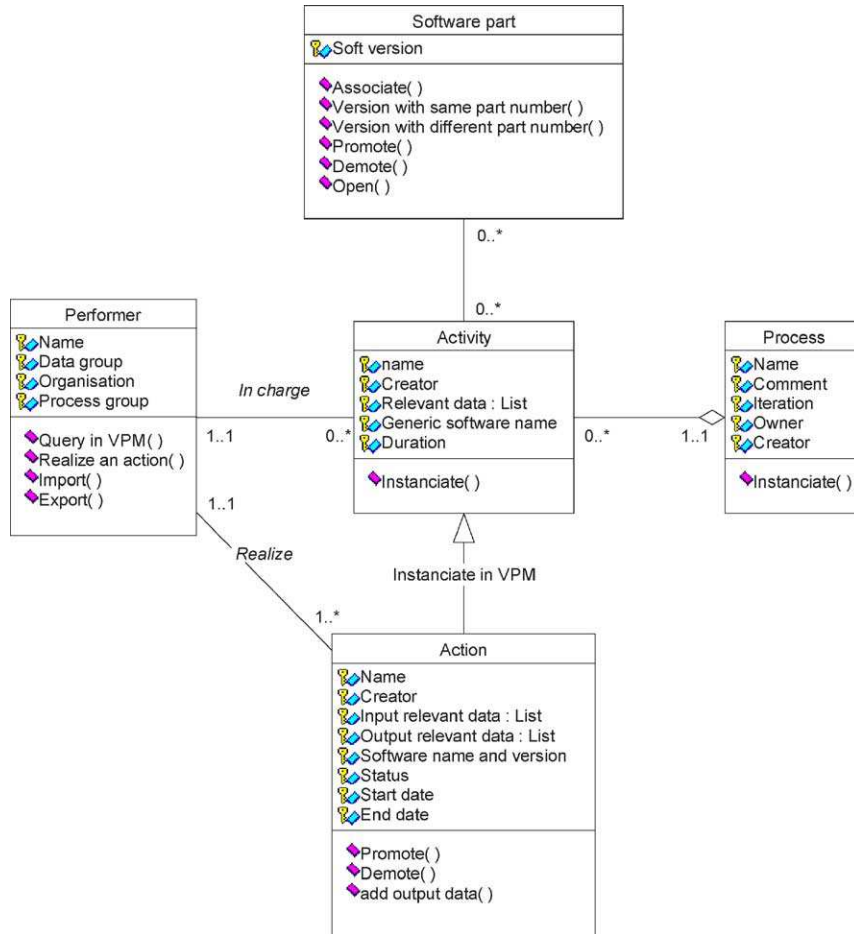 Software part
Soft version
Associate( )
Version with same part number( )
Version with different part number( )
Promote( )
Demote( )
Open( )
0..*
0..*
Performer
Name
Data group
Organisation
Process group
Query in VPM( )
Realize an action( )
Import( )
Export( )
In charge
1..1
0..*
Activity
name
Creator
Relevant data : List
Generic software name
Duration
Instanciate( )
0..*
1..1
Process
Name
Comment
Iteration
Owner
Creator
Instanciate( )
1..1
Realize
1..*
Instanciate in VPM
Action
Name
Creator
Input relevant data : List
Output relevant data : List
Software name and version
Status
Start date
End date
Promote( )
Demote( )
add output data( )